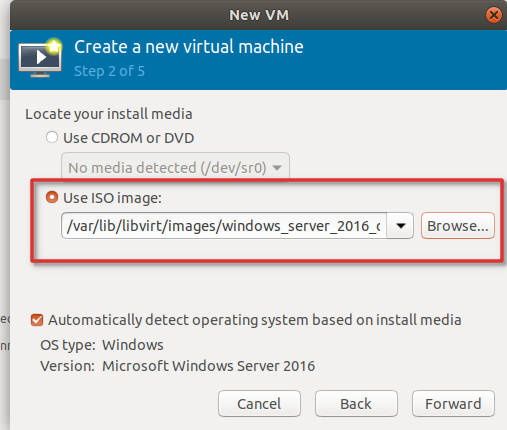 New VM
Create a new virtual machine
Step 2 of 5
Locate your install media
Use CDROM or DVD
No media detected (/dev/sr0)
Use ISO image:
/var/lib/libvirt/images/windows_server_2016_ Browse...
Automatically detect operating system based on install media
OS type: Windows
Version: Microsoft Windows Server 2016
Cancel Back Forward